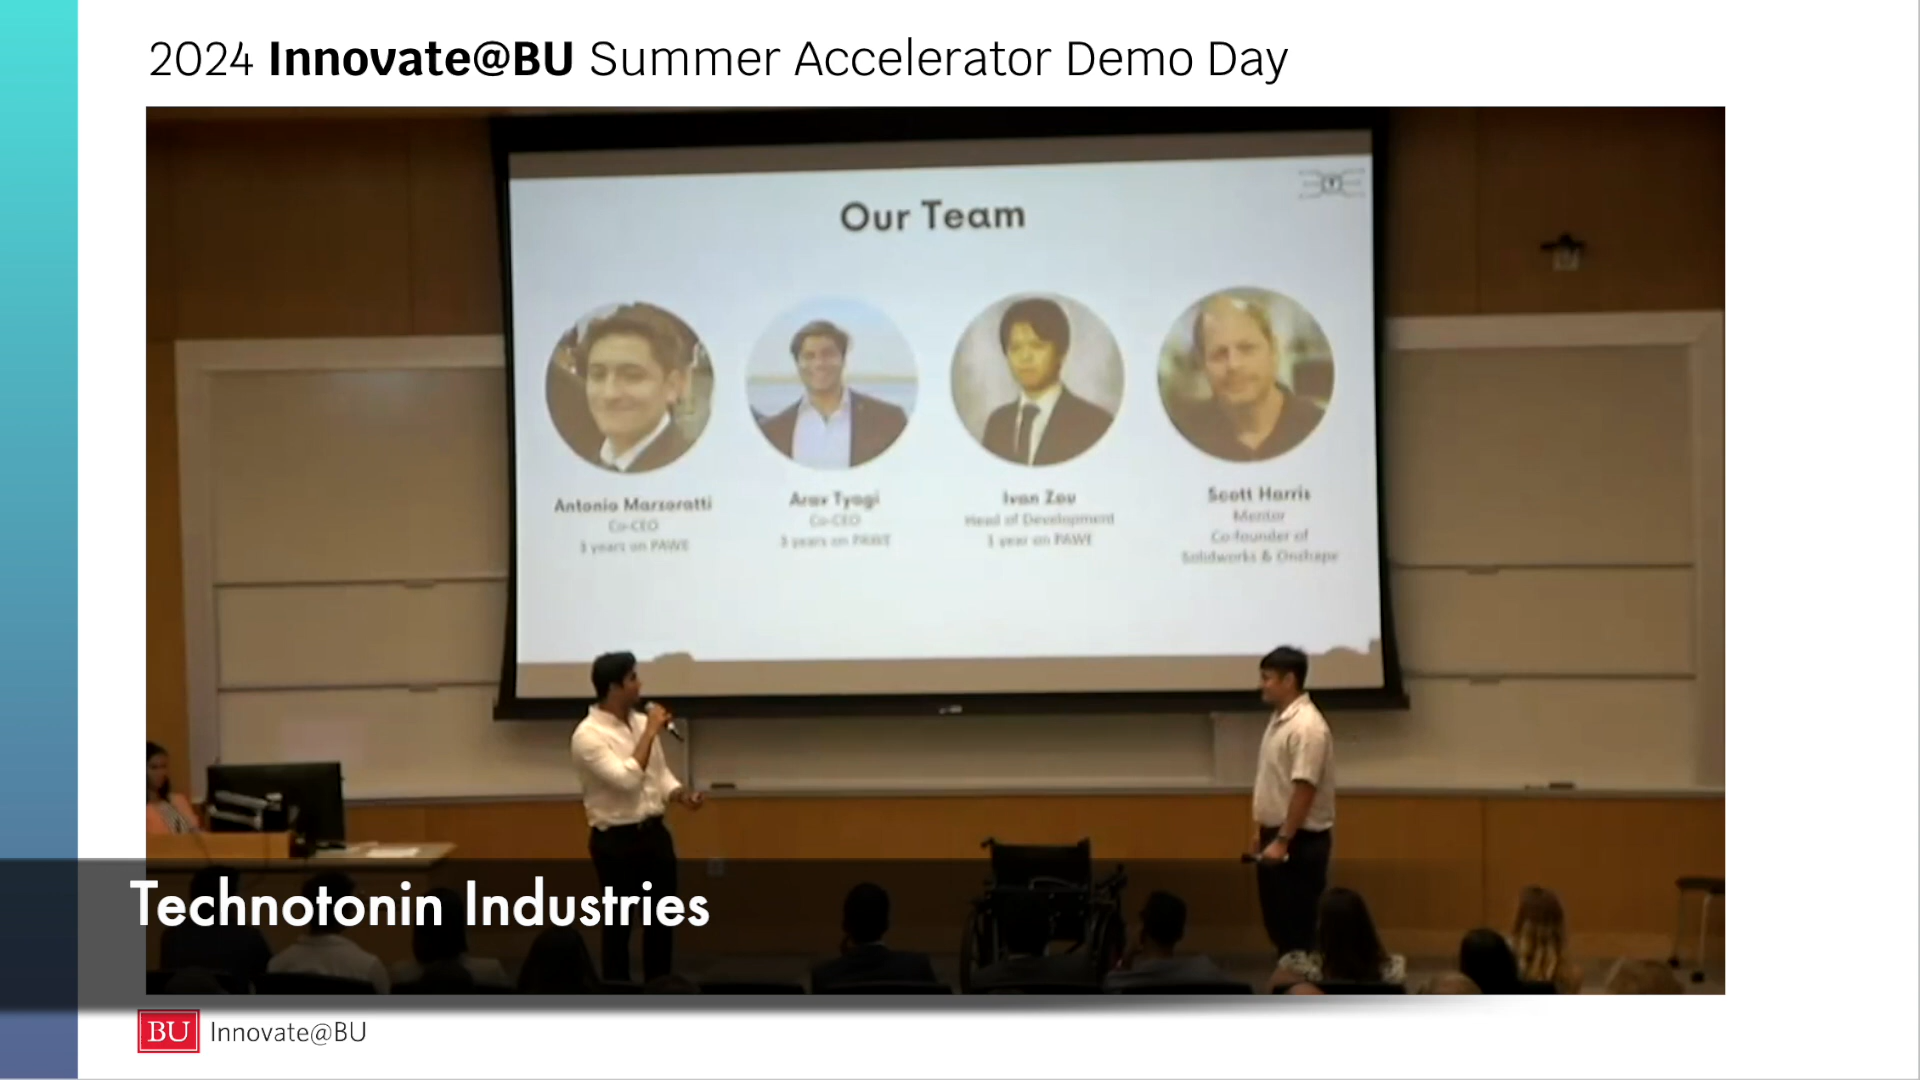 2024 Innovate@BU Summer Accelerator Demo Day
Our Team
Antonio Marzoratti
Co-CEO
3 years on PAWE
Arav Tyagi
Co-CEO
3 years on PAWE
Ivan Zou
Head of Development
1 year on PAWE
Scott Harris
Mentor
Co-founder of
Solidworks & Onshape
Technotonin Industries
BU Innovate@BU